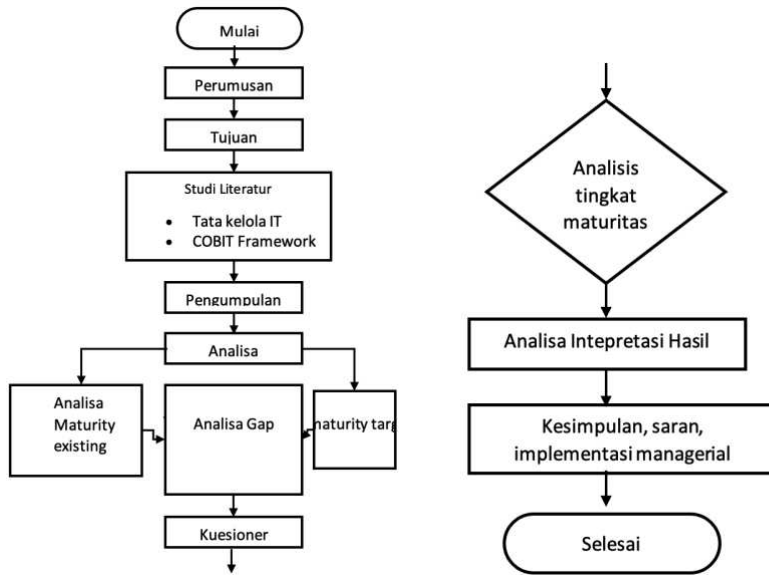 Mulai
Perumusan
Tujuan
Studi Literatur
• Tata kelola IT
• COBIT Framework
Pengumpulan
Analisa
Analisa
Maturity
existing
Analisa Gap
maturity targ
Kuesioner
Analisis
tingkat
maturitas
Analisa Intepretasi Hasil
Kesimpulan, saran,
implementasi managerial
Selesai